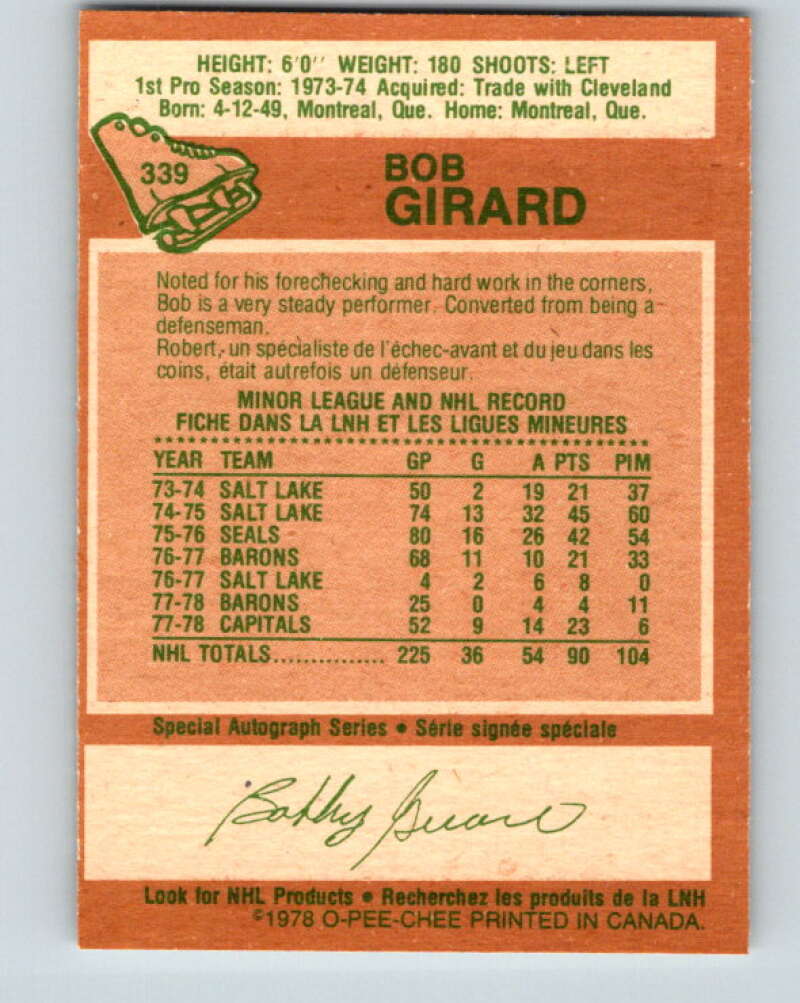 HEIGHT: 6'0'' WEIGHT: 180 SHOOTS: LEFT
1st Pro Season: 1973-74 Acquired: Trade with Cleveland
Born: 4-12-49, Montreal, Que. Home: Montreal, Que.
339
BOB
GIRARD
Noted for his forechecking and hard work in the corners,
Bob is a very steady performer. Converted from being a
defenseman.
Robert, un spécialiste de l'échec-avant et du jeu dans les
coins, était autrefois un défenseur.
MINOR LEAGUE AND NHL RECORD
FICHE DANS LA LNH ET LES LIGUES MINEURES
YEAR TEAM GP G A PTS PIM
73-74 SALT LAKE 50 2 19 21 37
74-75 SALT LAKE 74 13 32 45 60
75-76 SEALS 80 16 26 42 54
76-77 BARONS 68 11 10 21 33
76-77 SALT LAKE 4 2 6 8 0
77-78 BARONS 25 0 4 4 11
77-78 CAPITALS 52 9 14 23 6
NHL TOTALS............... 225 36 54 90 104
Special Autograph Series • Série signée spéciale
Bobby Girard
Look for NHL Products • Recherchez les produits de la LNH
©1978 O-PEE-CHEE PRINTED IN CANADA.